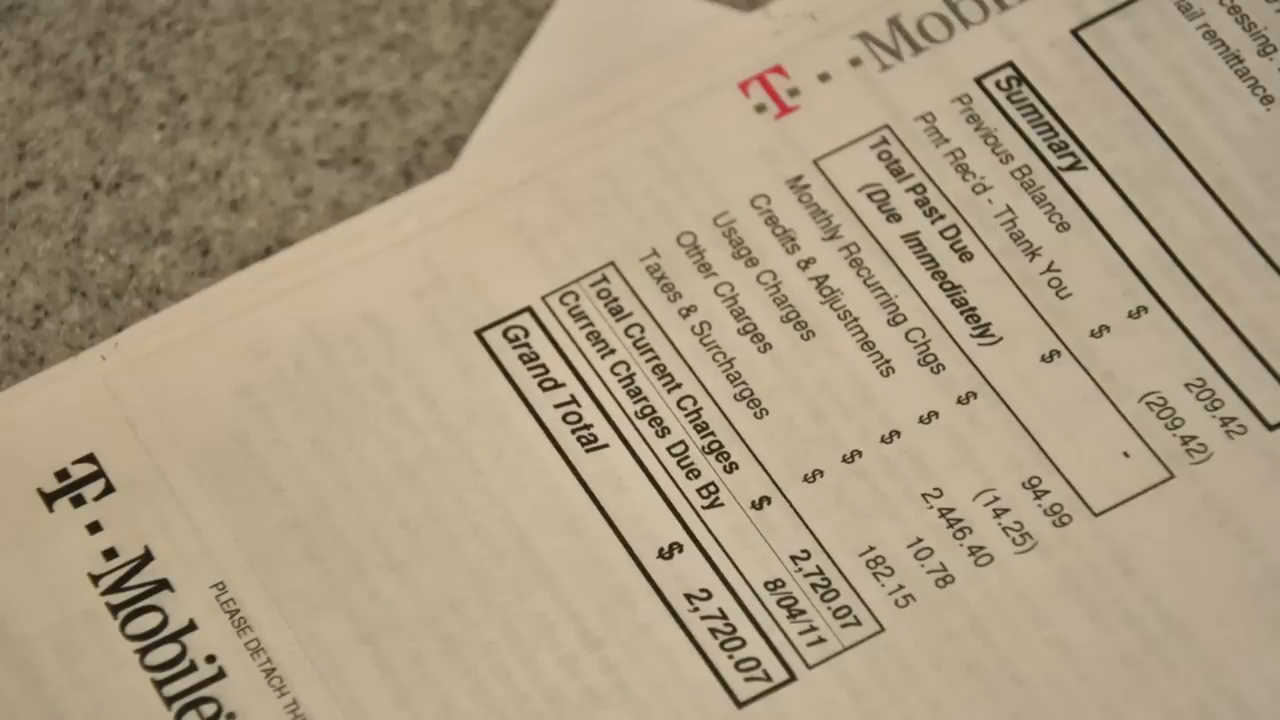 T··Mobile
cessing.
ail remittance,
Summary
Previous Balance $ 209.42
Pmt Rec'd - Thank You $ (209.42)
Total Past Due
(Due Immediately) $ -
Monthly Recurring Chgs $ 94.99
Credits & Adjustments $ (14.25)
Usage Charges $ 2,446.40
Other Charges $ 10.78
Taxes & Surcharges $ 182.15
Total Current Charges $ 2,720.07
Current Charges Due By 8/04/11
Grand Total $ 2,720.07
T··Mobile
PLEASE DETACH